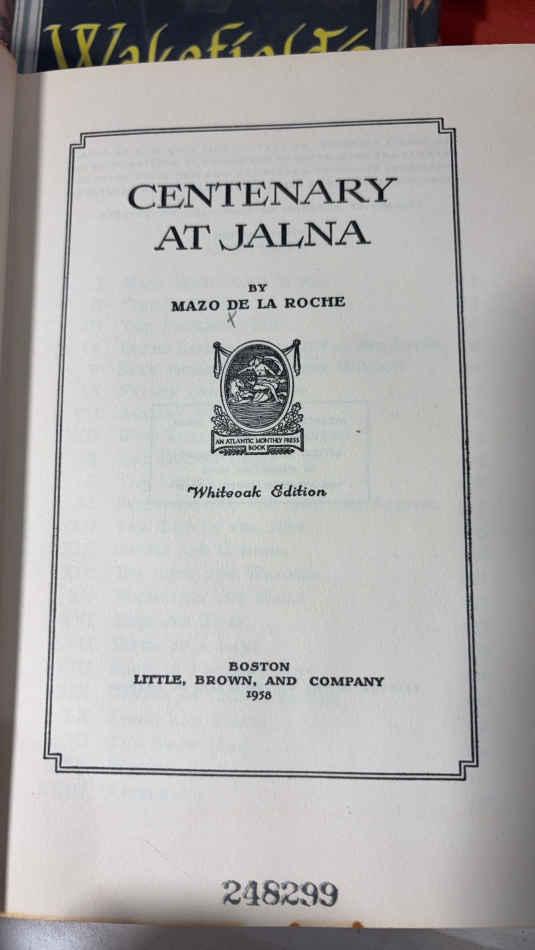 Wakefield's
CENTENARY
AT JALNA
BY
MAZO DE LA ROCHE
AN ATLANTIC MONTHLY PRESS
BOOK
Whiteoak Edition
BOSTON
LITTLE, BROWN, AND COMPANY
1958
248299